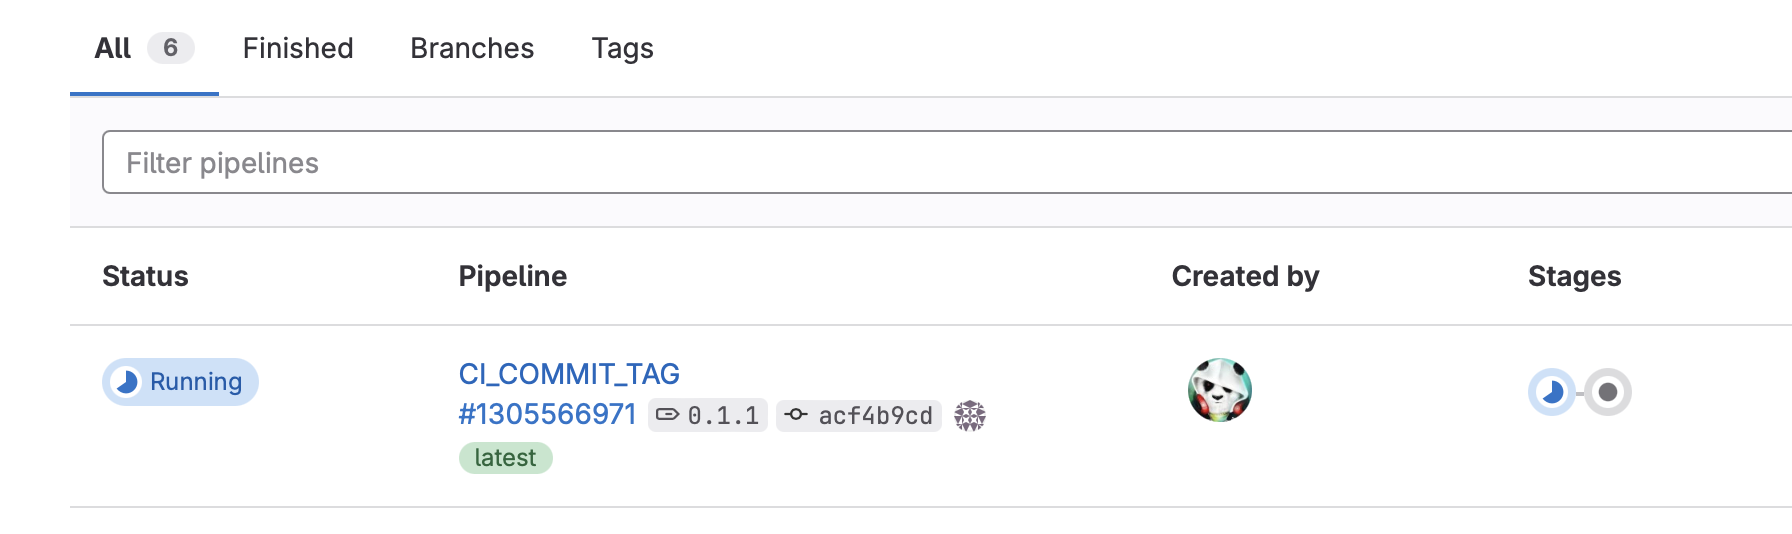 All 6 Finished Branches Tags
Filter pipelines
Status Pipeline Created by Stages
Running CI_COMMIT_TAG
#1305566971 0.1.1 acf4b9cd
latest